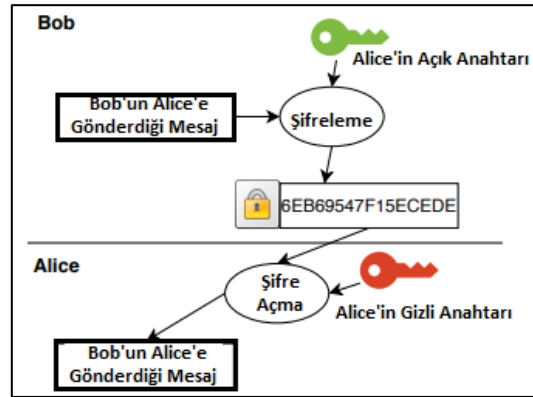 Bob
Alice'in Açık Anahtarı
Bob'un Alice'e
Gönderdiği Mesaj
Şifreleme
6EB69547F15ECEDE
Alice
Şifre
Açma
Alice'in Gizli Anahtarı
Bob'un Alice'e
Gönderdiği Mesaj